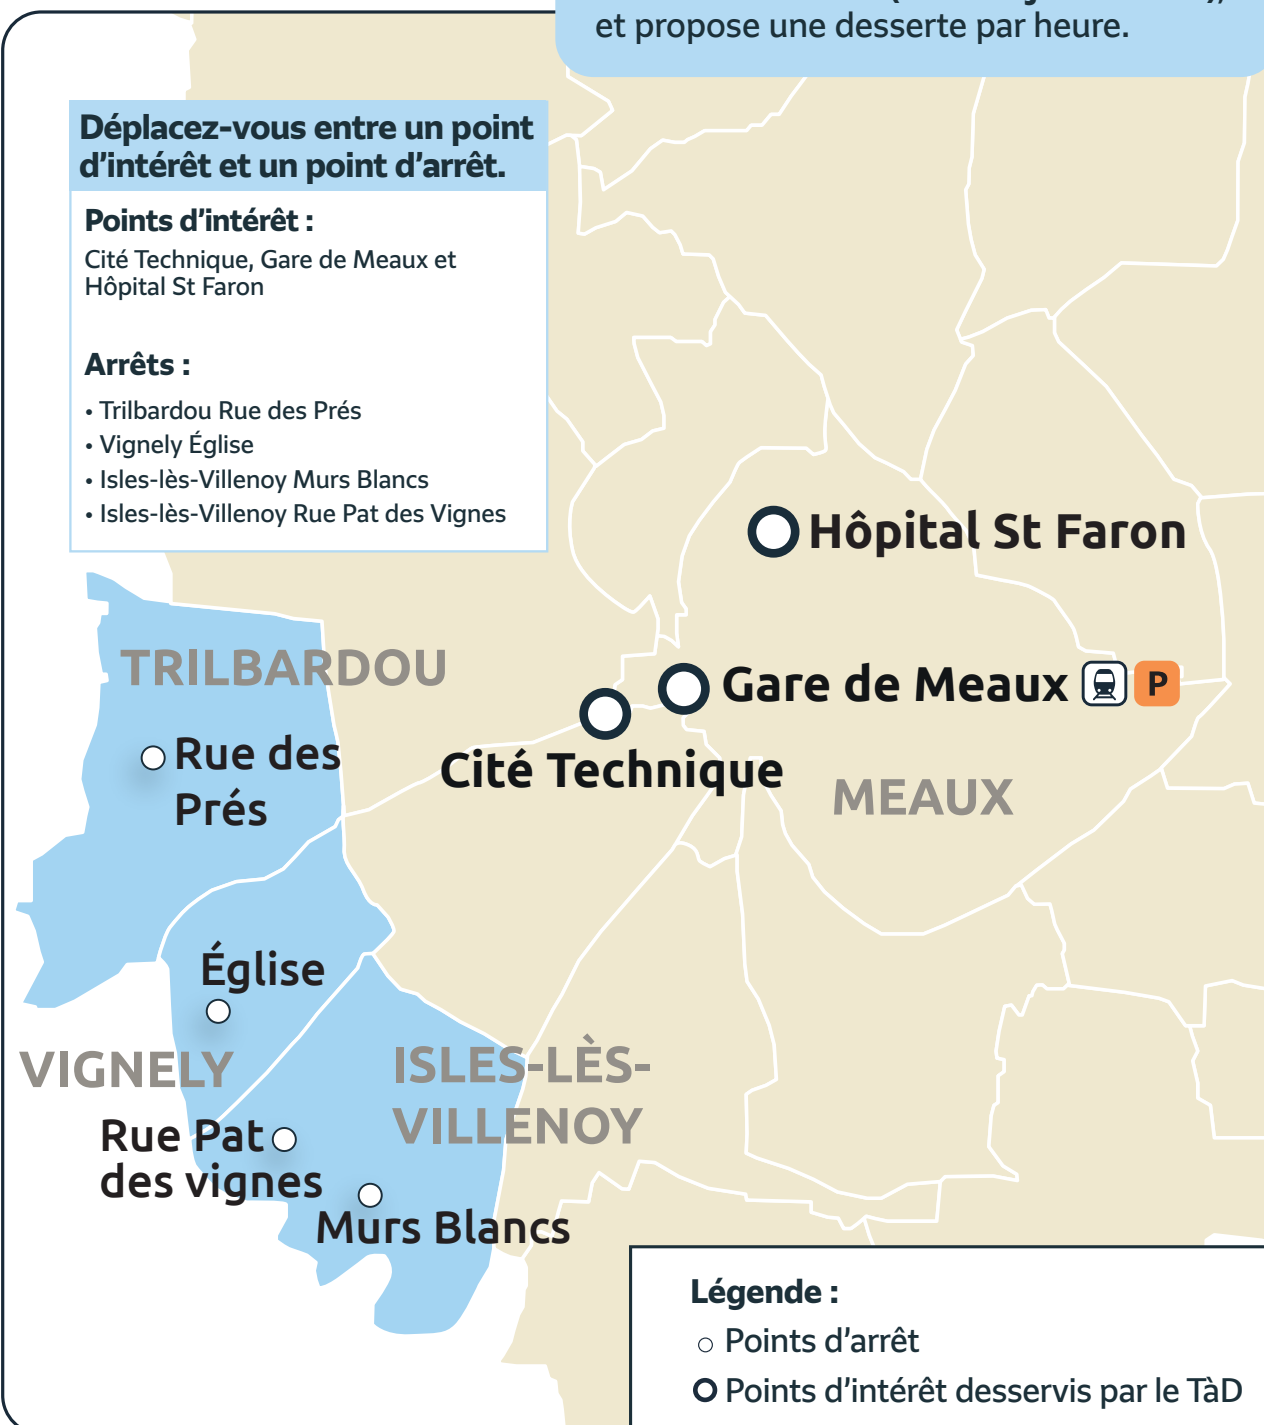 et propose une desserte par heure.
Déplacez-vous entre un point
d'intérêt et un point d'arrêt.
Points d'intérêt :
Cité Technique, Gare de Meaux et
Hôpital St Faron
Arrêts :
• Trilbardou Rue des Prés
• Vignely Église
• Isles-lès-Villenoy Murs Blancs
• Isles-lès-Villenoy Rue Pat des Vignes
Hôpital St Faron
TRILBARDOU
Gare de Meaux P
Rue des
Prés
Cité Technique
MEAUX
Église
VIGNELY
ISLES-LÈS-
VILLENOY
Rue Pat
des vignes
Murs Blancs
Légende :
Points d'arrêt
Points d'intérêt desservis par le TàD